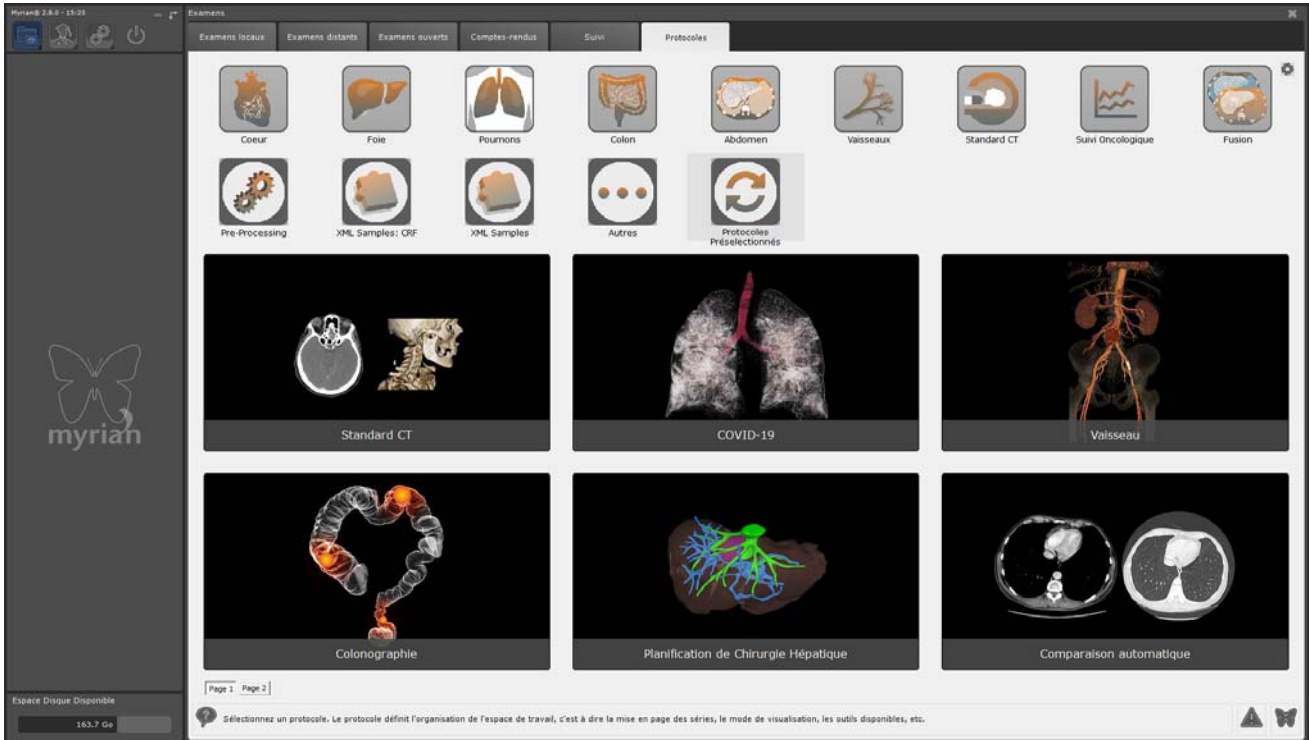 Myrian® 2.8.0 - 15:20
Examens
Examens locaux
Examens distants
Examens ouverts
Comptes-rendus
Suivi
Protocoles
Coeur
Foie
Poumons
Colon
Abdomen
Vaisseaux
Standard CT
Suivi Oncologique
Fusion
Pre-Processing
XML Samples: CRF
XML Samples
Autres
Protocoles
Préselectionnés
Standard CT
COVID-19
Vaisseau
myrian
Colonographie
Planification de Chirurgie Hépatique
Comparaison automatique
Page 1
Page 2
Espace Disque Disponible
163.7 Go
Sélectionnez un protocole. Le protocole définit l'organisation de l'espace de travail, c'est à dire la mise en page des séries, le mode de visualisation, les outils disponibles, etc.